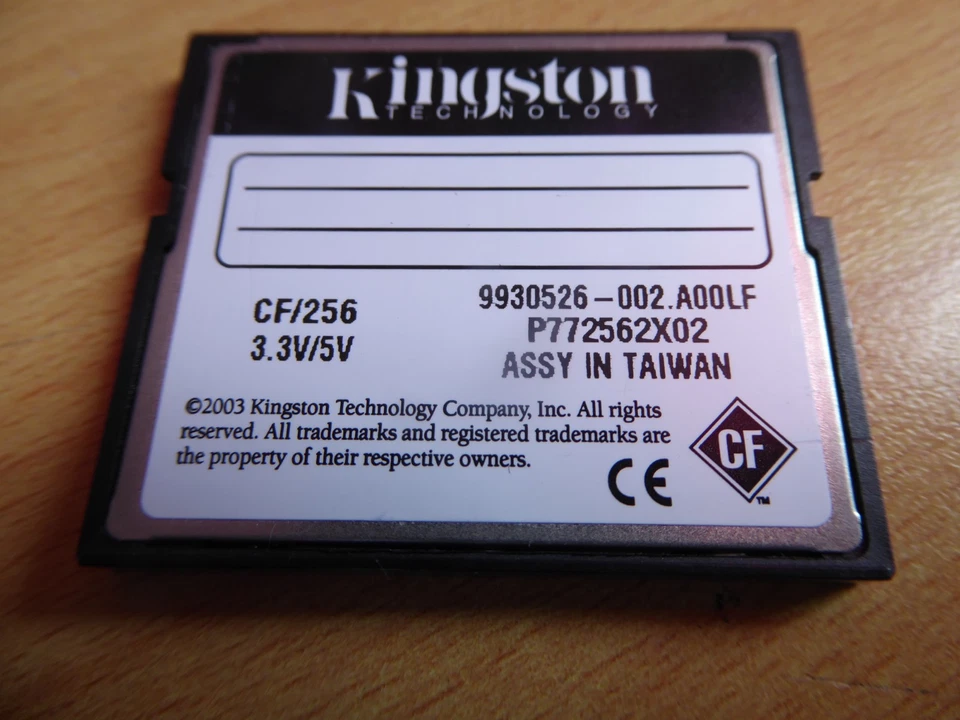 Kingston
TECHNOLOGY
CF/256
3.3V/5V
9930526-002.A00LF
P772562X02
ASSY IN TAIWAN
©2003 Kingston Technology Company, Inc. All rights
reserved. All trademarks and registered trademarks are
the property of their respective owners.
CE
CF
TM